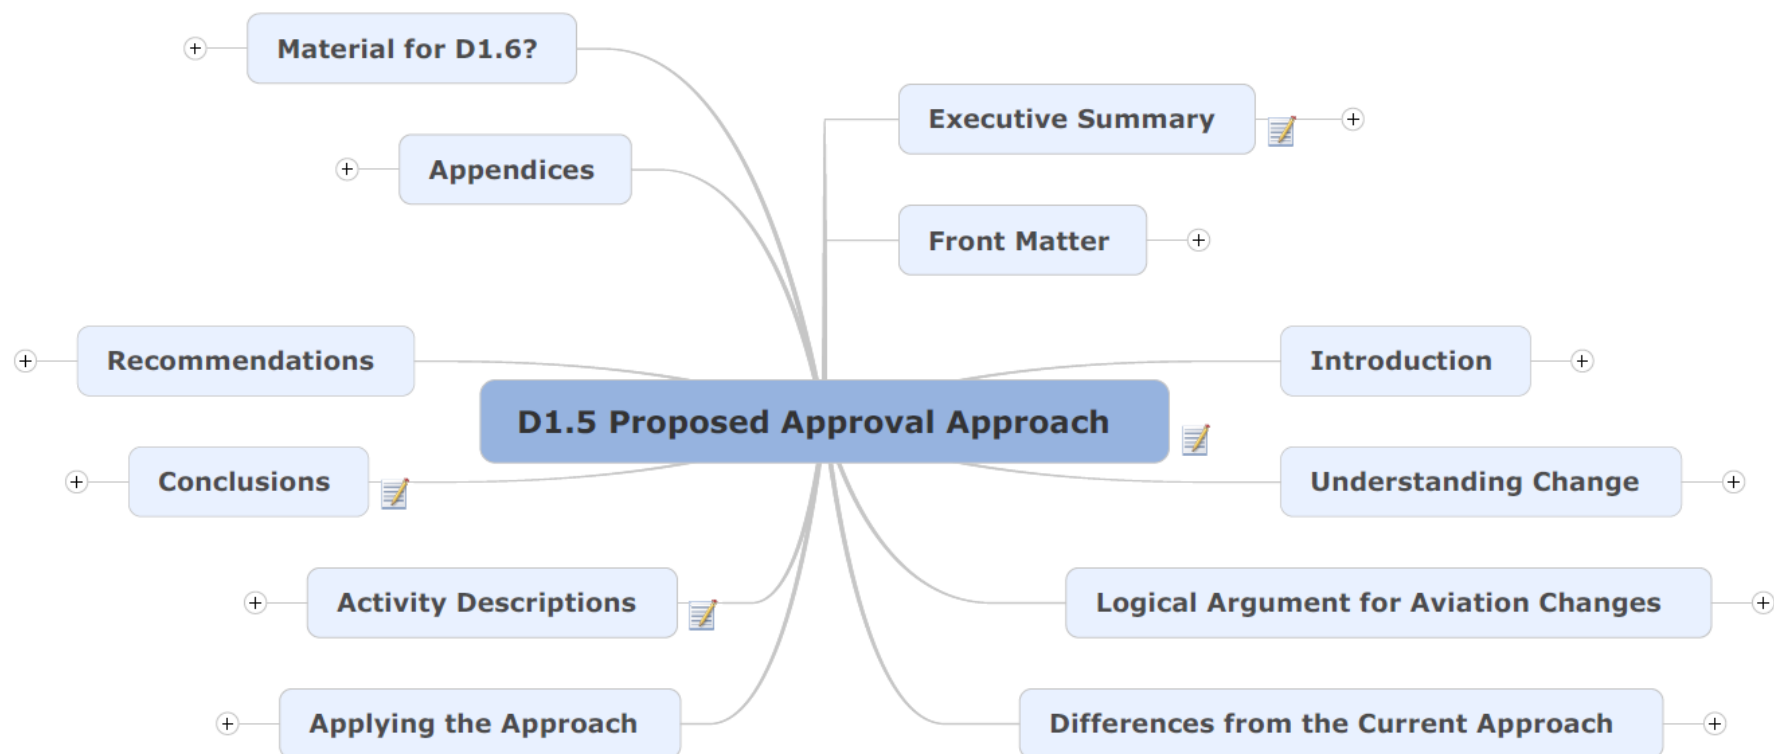 Material for D1.6?
Executive Summary
Appendices
Front Matter
Recommendations
Introduction
D1.5 Proposed Approval Approach
Conclusions
Understanding Change
Activity Descriptions
Logical Argument for Aviation Changes
Applying the Approach
Differences from the Current Approach